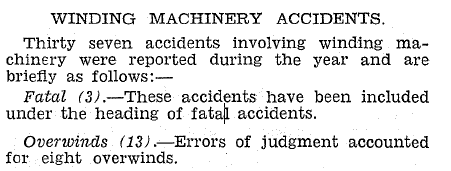 WINDING MACHINERY ACCIDENTS.
Thirty seven accidents involving winding ma-
chinery were reported during the year and are
briefly as follows:—
Fatal (3).—These accidents have been included
under the heading of fatal accidents.
Overwinds (13).—Errors of judgment accounted
for eight overwinds.